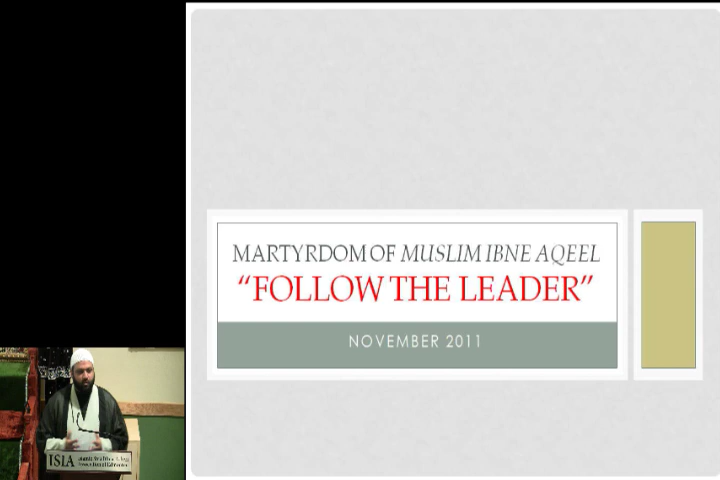 MARTYRDOM OF MUSLIM IBNE AQEEL
“FOLLOW THE LEADER”
NOVEMBER 2011
ISIA